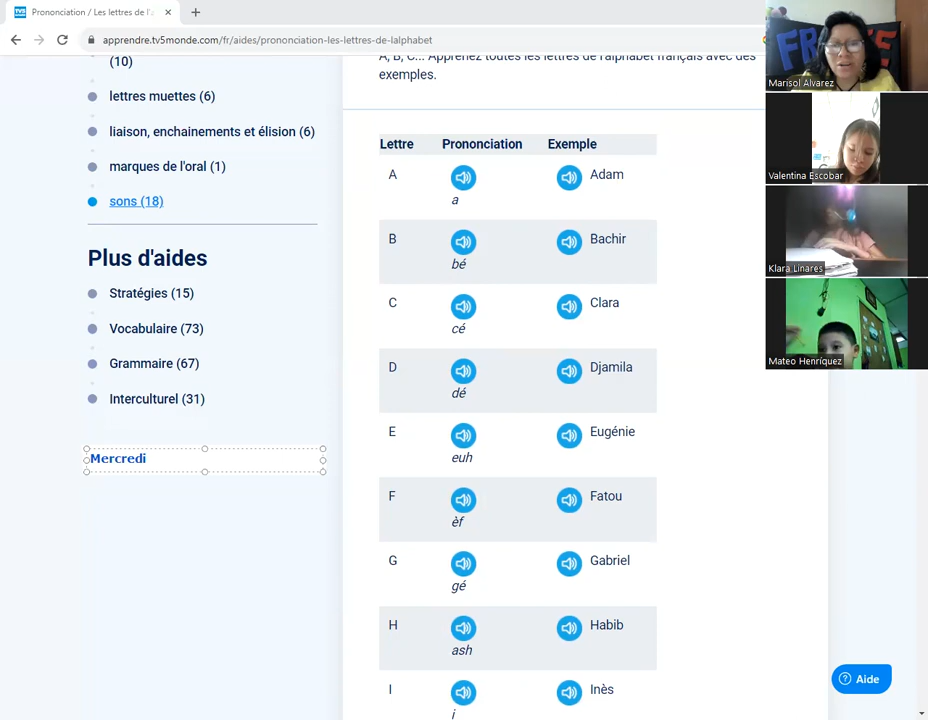 Prononciation / Les lettres de l'a
apprendre.tv5monde.com/fr/aides/prononciation-les-lettres-de-lalphabet
(10)
lettres muettes (6)
liaison, enchainements et élision (6)
marques de l'oral (1)
sons (18)
Plus d'aides
Stratégies (15)
Vocabulaire (73)
Grammaire (67)
Interculturel (31)
Mercredi
A, B, C... Apprenez toutes les lettres de l'alphabet français avec des
exemples.
Lettre Prononciation Exemple
A Adam
a
B Bachir
bé
C Clara
cé
D Djamila
dé
E Eugénie
euh
F Fatou
èf
G Gabriel
gé
H Habib
ash
I Inès
i
Marisol Alvarez
Valentina Escobar
Klara Linares
Mateo Henríquez
Aide